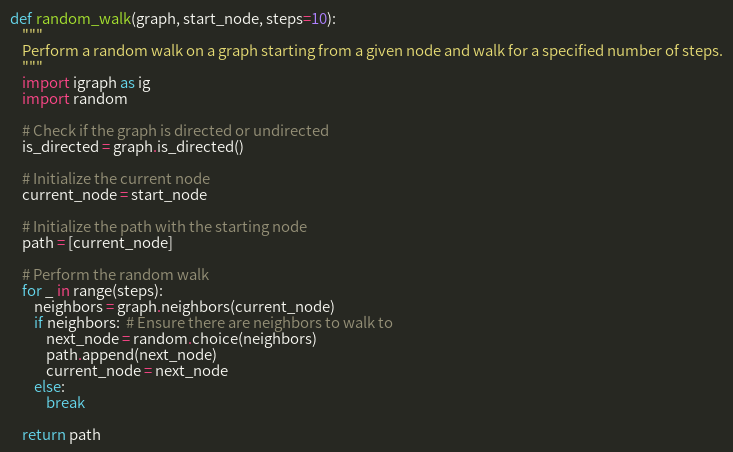 def random_walk(graph, start_node, steps=10):
    """
    Perform a random walk on a graph starting from a given node and walk for a specified number of steps.
    """
    import igraph as ig
    import random

    # Check if the graph is directed or undirected
    is_directed = graph.is_directed()

    # Initialize the current node
    current_node = start_node

    # Initialize the path with the starting node
    path = [current_node]

    # Perform the random walk
    for _ in range(steps):
        neighbors = graph.neighbors(current_node)
        if neighbors:  # Ensure there are neighbors to walk to
            next_node = random.choice(neighbors)
            path.append(next_node)
            current_node = next_node
        else:
            break

    return path